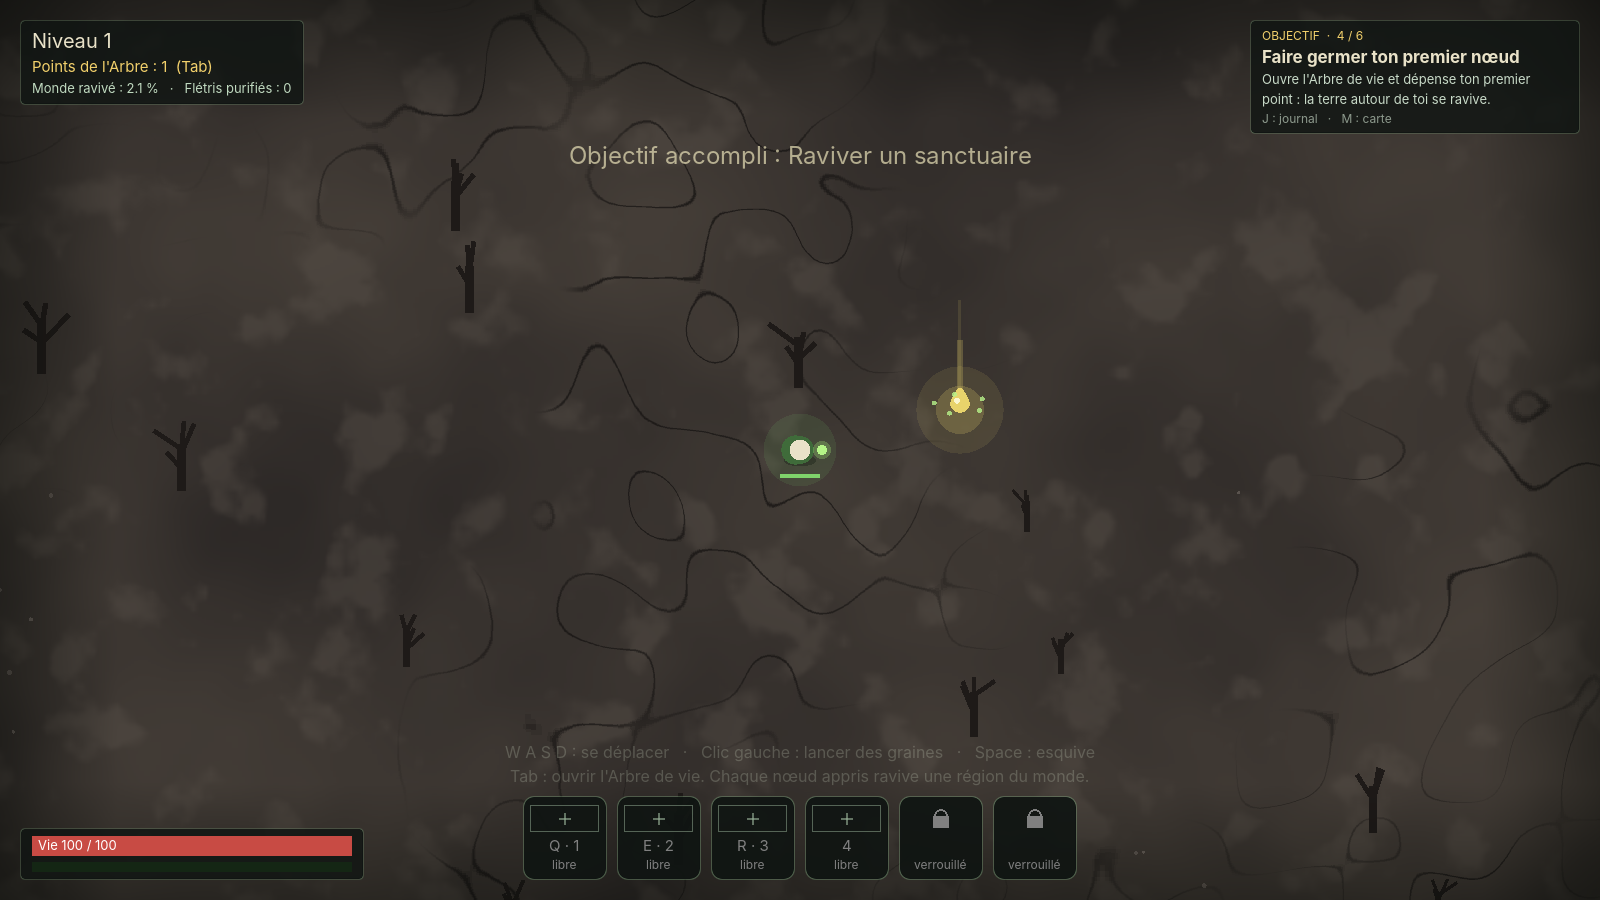 Niveau 1
Points de l'Arbre : 1 (Tab)
Monde ravivé : 2.1 % · Flétris purifiés : 0
OBJECTIF · 4 / 6
Faire germer ton premier nœud
Ouvre l'Arbre de vie et dépense ton premier
point : la terre autour de toi se ravive.
J : journal · M : carte
Objectif accompli : Raviver un sanctuaire
W A S D : se déplacer · Clic gauche : lancer des graines · Space : esquive
Tab : ouvrir l'Arbre de vie. Chaque nœud appris ravive une région du monde.
Vie 100 / 100
Q · 1
libre
E · 2
libre
R · 3
libre
4
libre
verrouillé
verrouillé